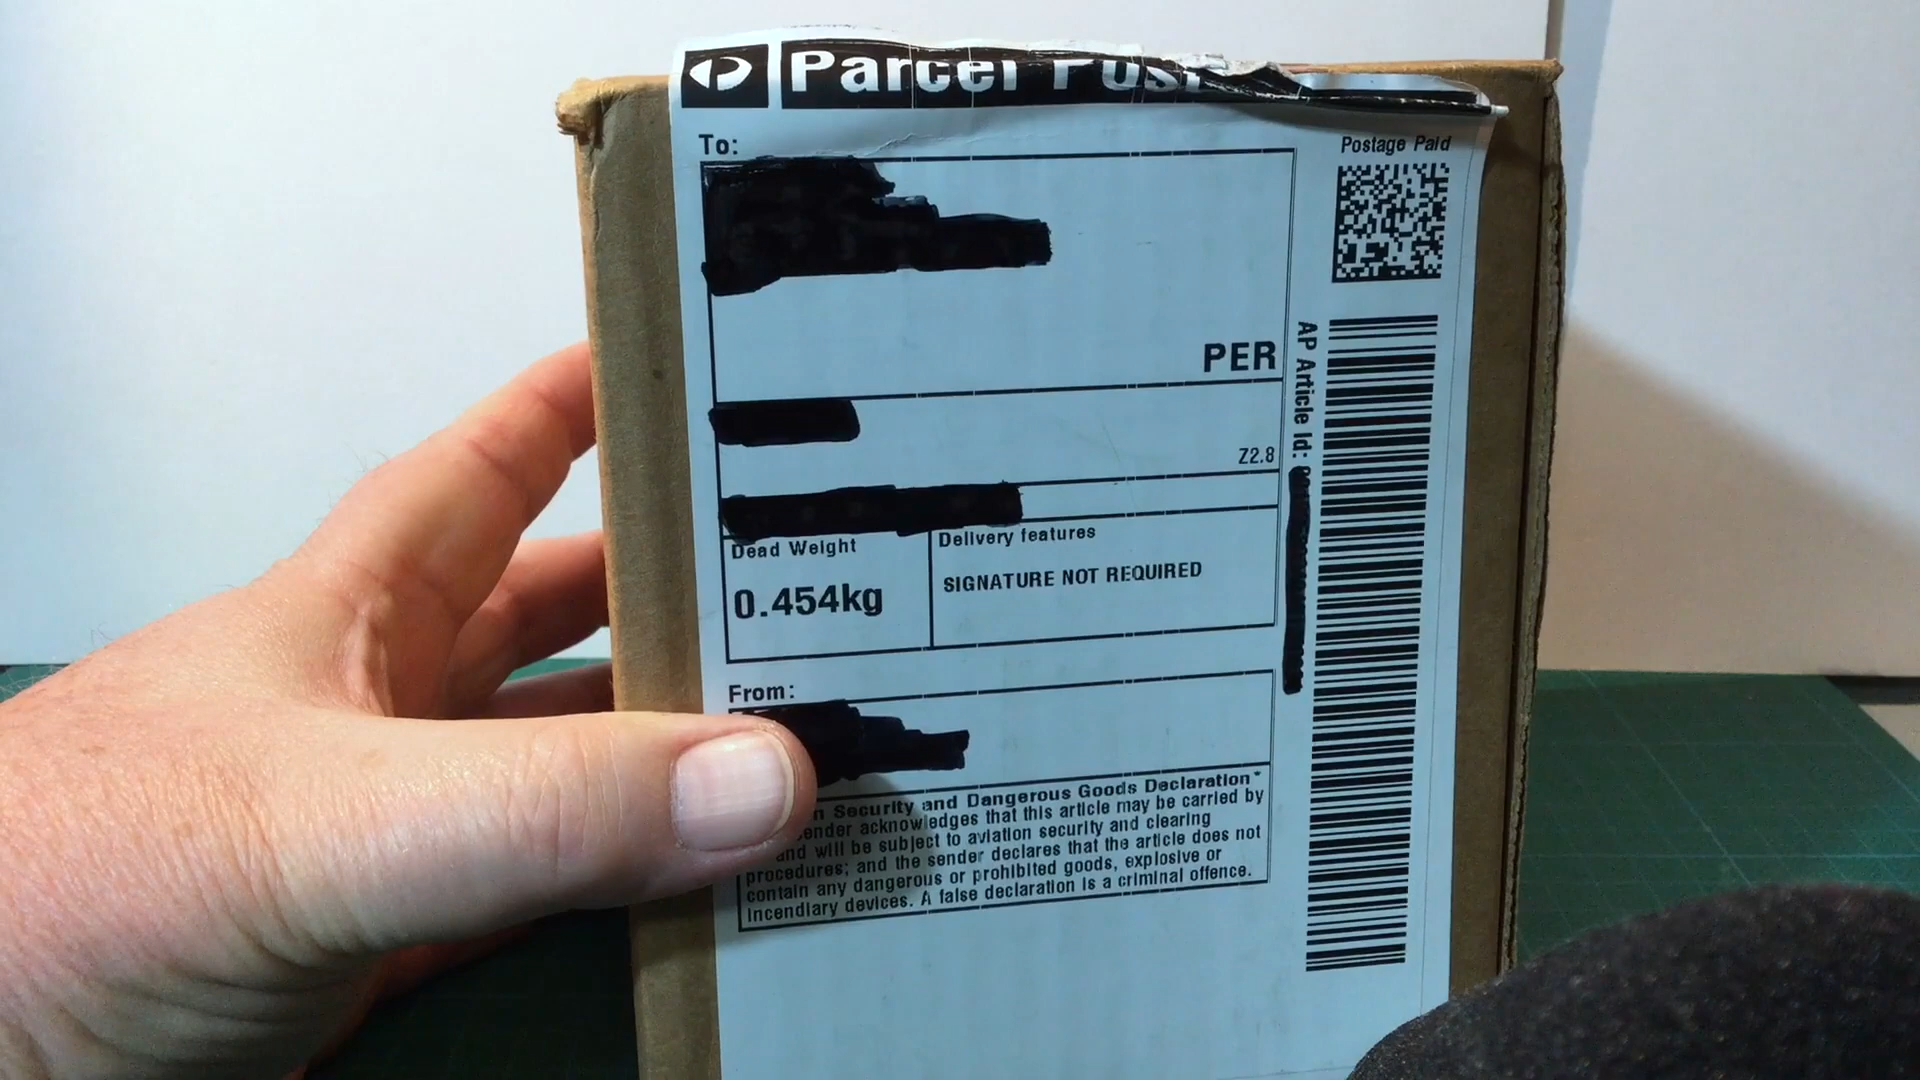 Parcel Post
To:
Postage Paid
PER
AP Article Id:
Z2.8
Dead Weight
Delivery features
0.454kg
SIGNATURE NOT REQUIRED
From:
Security and Dangerous Goods Declaration*
sender acknowledges that this article may be carried by
and will be subject to aviation security and clearing
procedures; and the sender declares that the article does not
contain any dangerous or prohibited goods, explosive or
incendiary devices. A false declaration is a criminal offence.